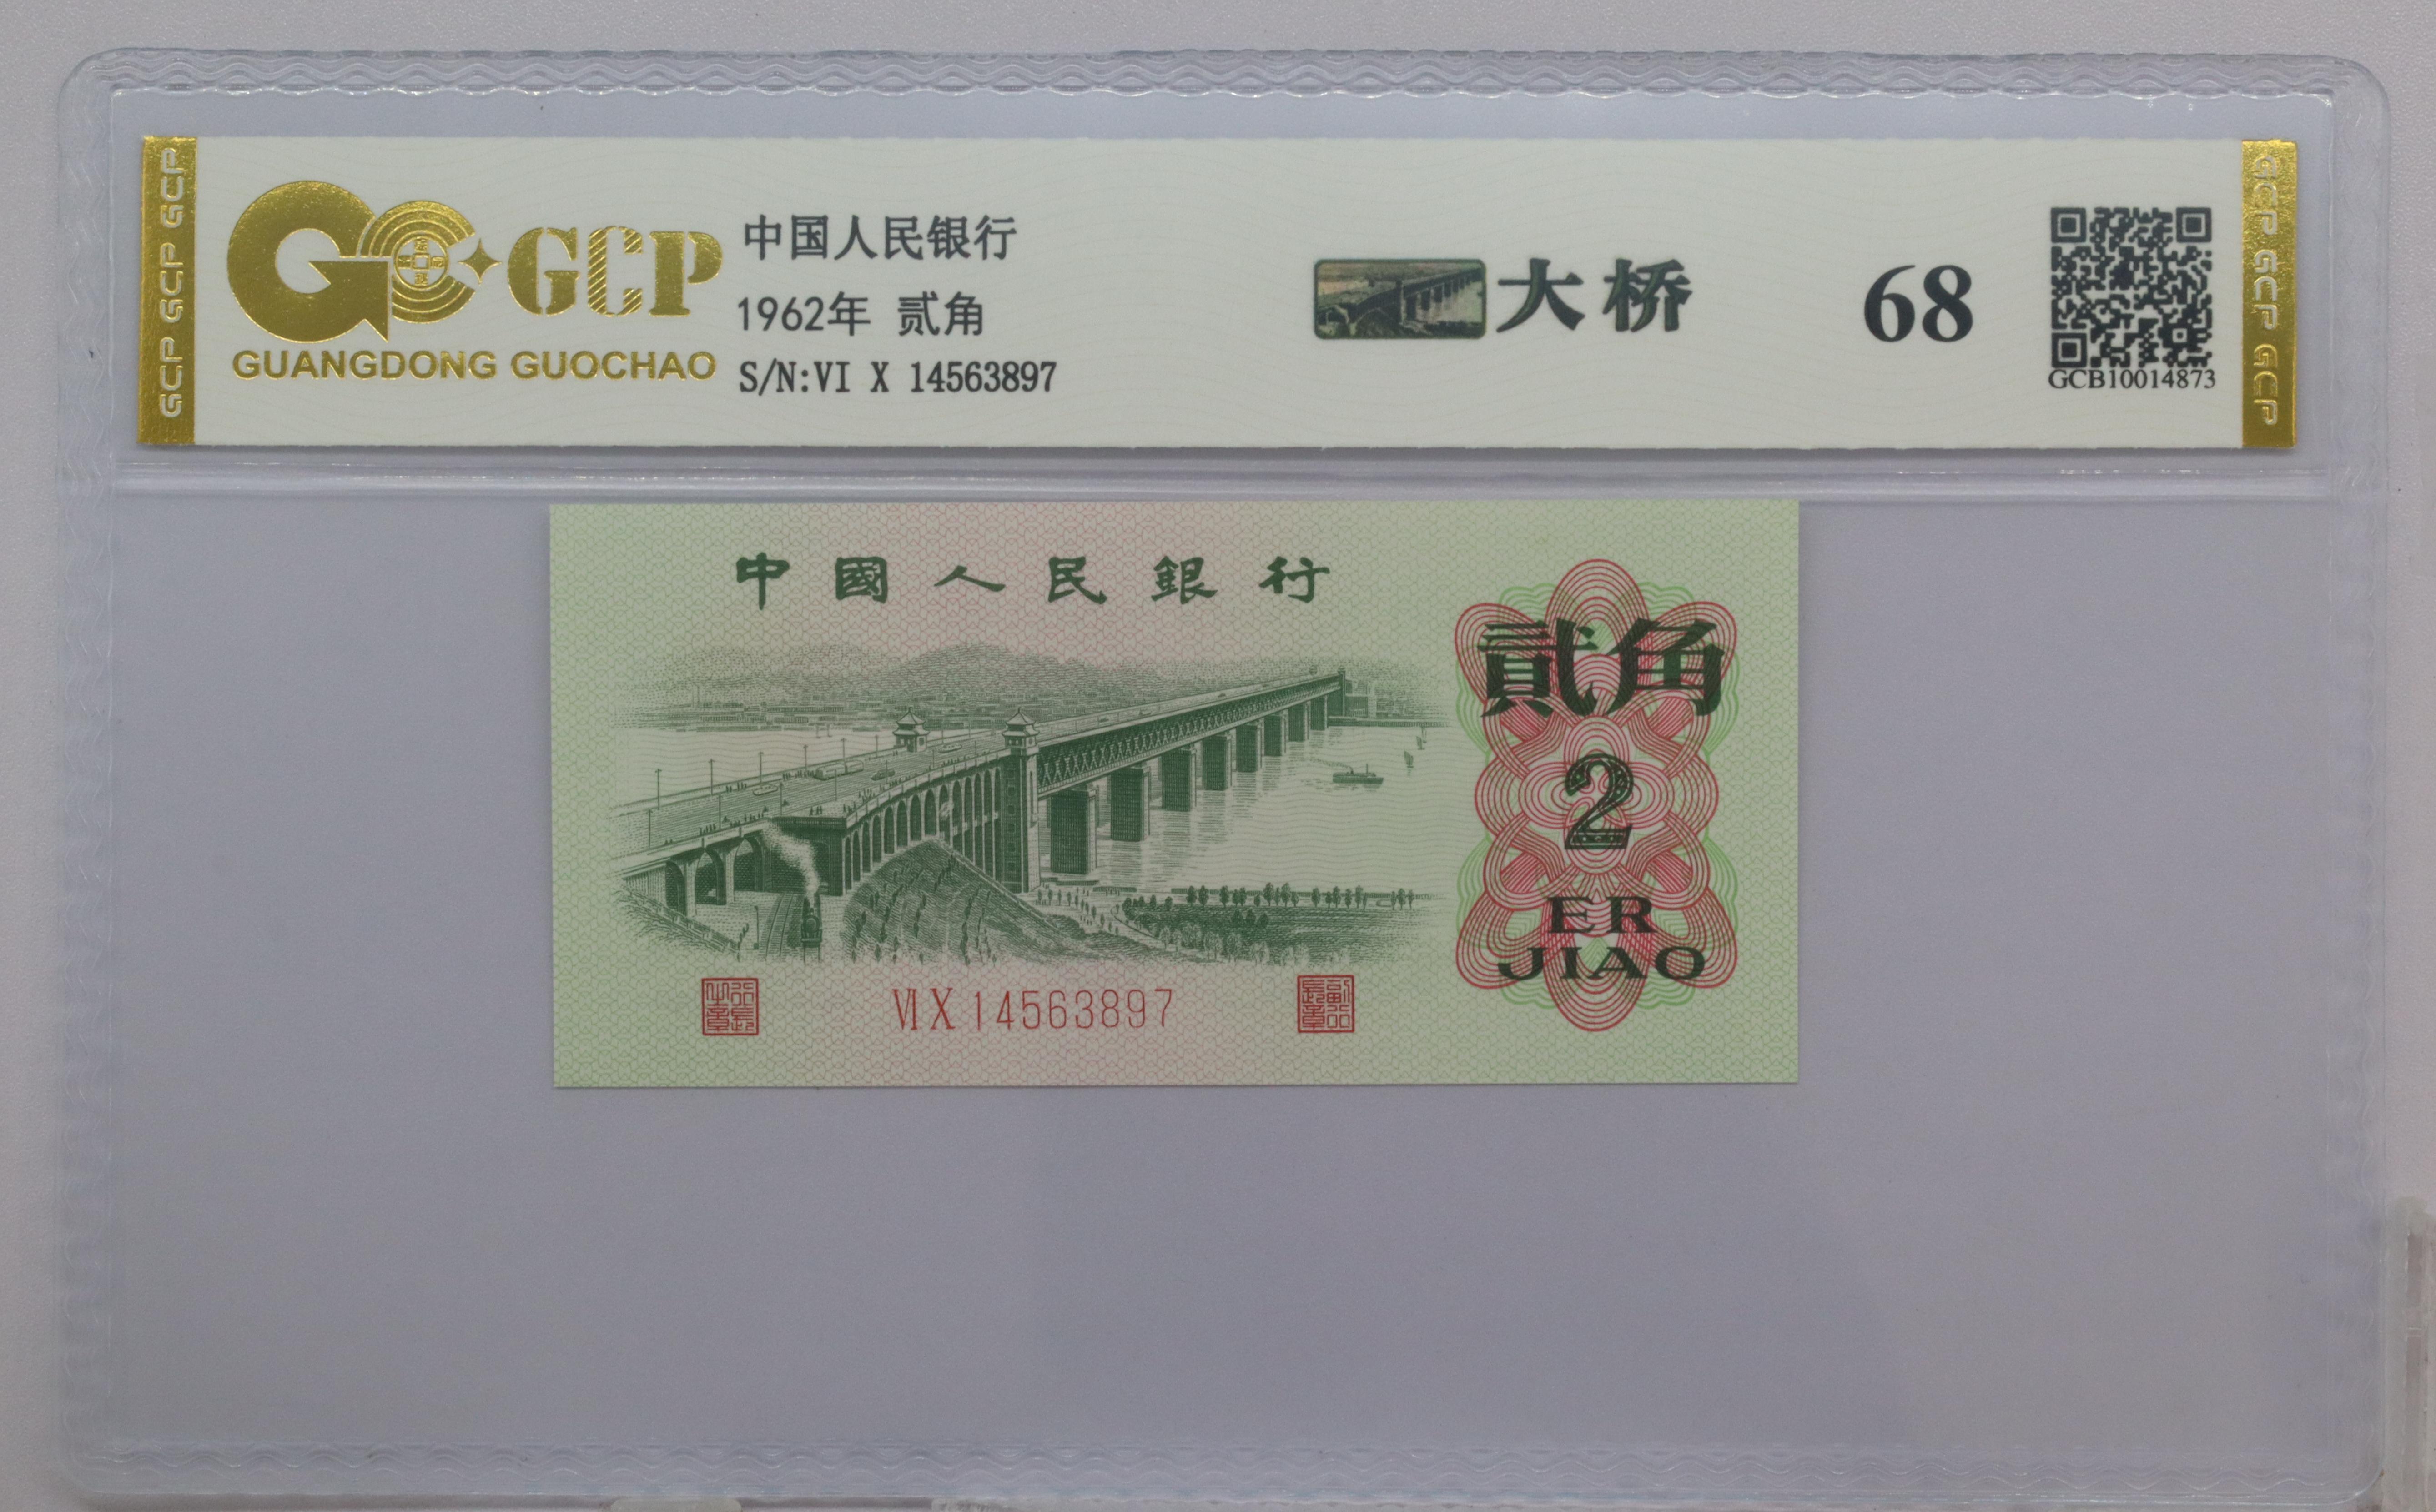 GCP GCP GCP
GCP
GUANGDONG GUOCHAO
中国人民银行
1962年 贰角
S/N:VI X 14563897
大桥
68
GCB10014873
GCP GCP GCP
中國人民銀行
貳角
2
ER
JIAO
VI X 14563897